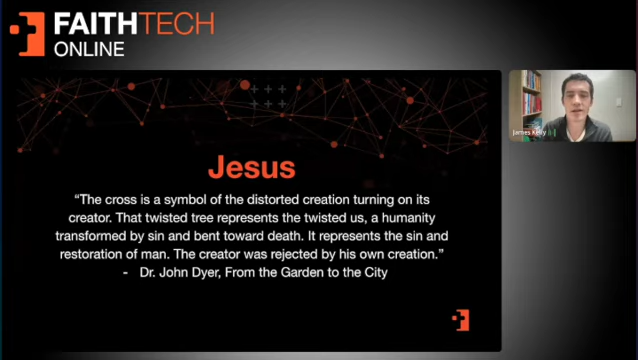 FAITHTECH
ONLINE
Jesus
“The cross is a symbol of the distorted creation turning on its
creator. That twisted tree represents the twisted us, a humanity
transformed by sin and bent toward death. It represents the sin and
restoration of man. The creator was rejected by his own creation.”
- Dr. John Dyer, From the Garden to the City
James Kelly